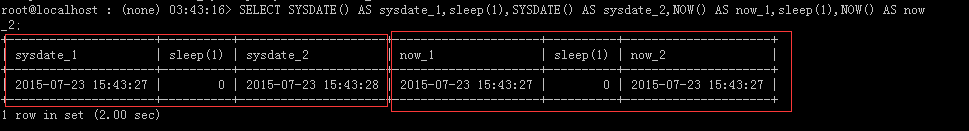 root@localhost : (none) 03:43:16> SELECT SYSDATE() AS sysdate_1,sleep(1),SYSDATE() AS sysdate_2,NOW() AS now_1,sleep(1),NOW() AS now
_2;
+---------------------+----------+---------------------+---------------------+----------+---------------------+
| sysdate_1 | sleep(1) | sysdate_2 | now_1 | sleep(1) | now_2 |
+---------------------+----------+---------------------+---------------------+----------+---------------------+
| 2015-07-23 15:43:27 | 0 | 2015-07-23 15:43:28 | 2015-07-23 15:43:27 | 0 | 2015-07-23 15:43:27 |
+---------------------+----------+---------------------+---------------------+----------+---------------------+
1 row in set (2.00 sec)